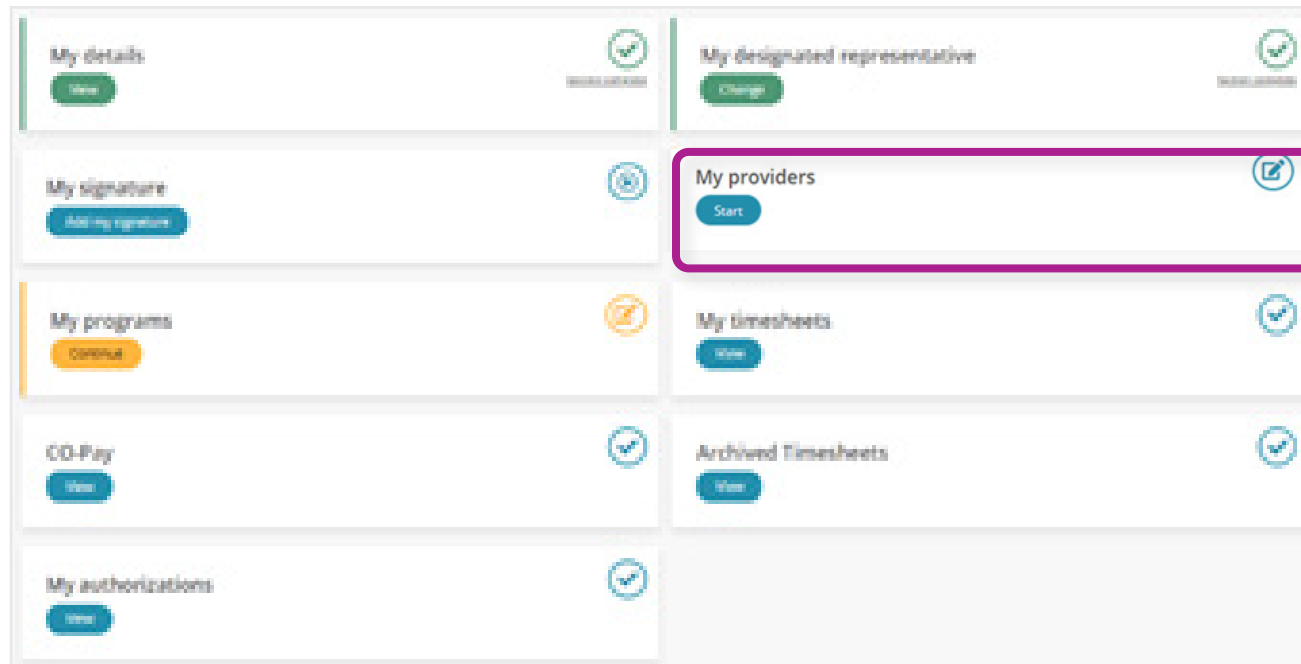 My details
View
My designated representative
Change
My signature
Add my signature
My providers
Start
My programs
Continue
My timesheets
View
CO-Pay
View
Archived Timesheets
View
My authorizations
View